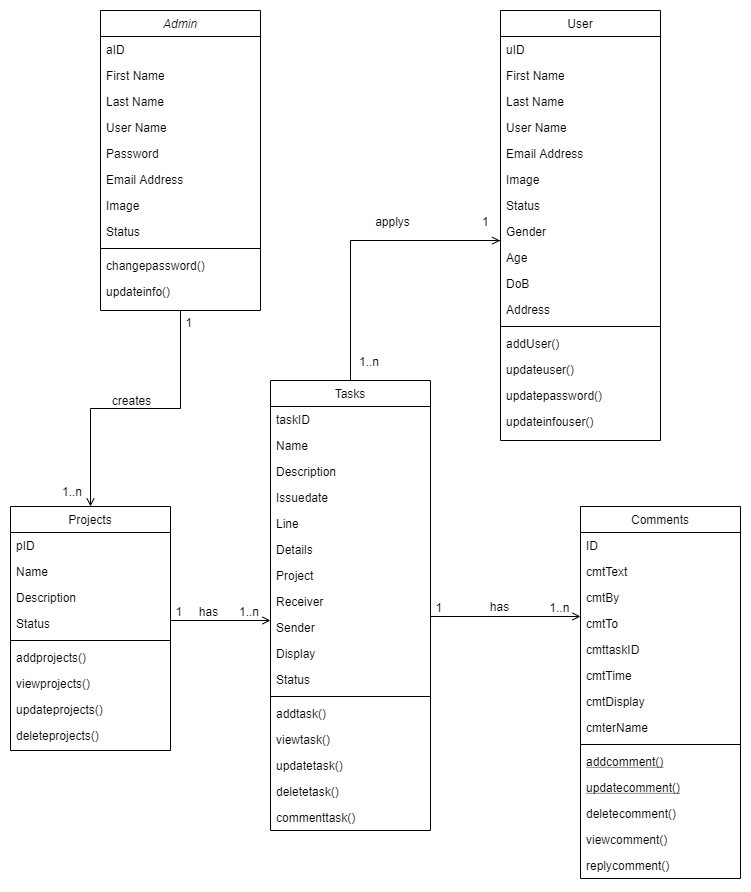 Admin
aID
First Name
Last Name
User Name
Password
Email Address
Image
Status
changepassword()
updateinfo()
User
uID
First Name
Last Name
User Name
Email Address
Image
Status
Gender
Age
DoB
Address
addUser()
updateuser()
updatepassword()
updateinfouser()
applys
1
1..n
1
creates
1..n
Projects
pID
Name
Description
Status
addprojects()
viewprojects()
updateprojects()
deleteprojects()
1 has 1..n
Tasks
taskID
Name
Description
Issuedate
Line
Details
Project
Receiver
Sender
Display
Status
addtask()
viewtask()
updatetask()
deletetask()
commenttask()
1 has 1..n
Comments
ID
cmtText
cmtBy
cmtTo
cmttaskID
cmtTime
cmtDisplay
cmterName
addcomment()
updatecomment()
deletecomment()
viewcomment()
replycomment()